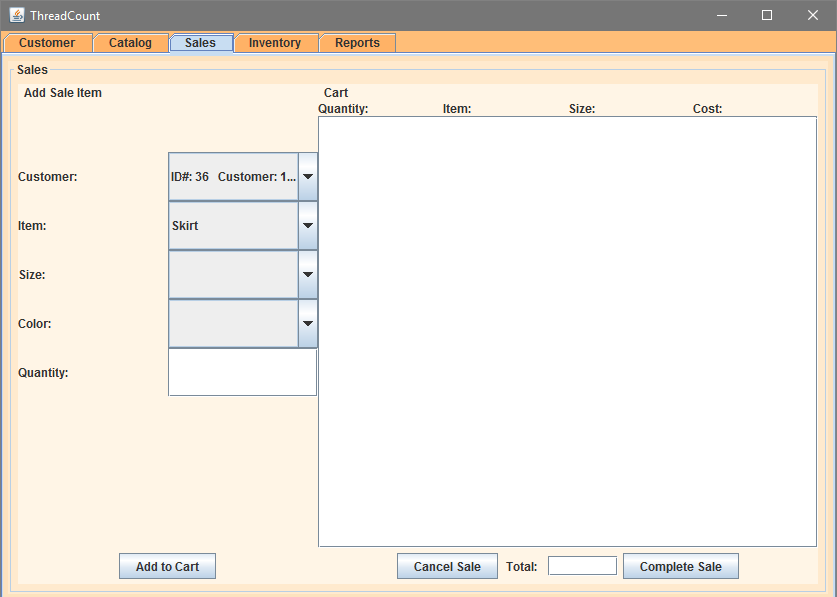 ThreadCount
Customer Catalog Sales Inventory Reports
Sales
Add Sale Item Cart
Quantity: Item: Size: Cost:
Customer: ID#: 36 Customer: 1...
Item: Skirt
Size:
Color:
Quantity:
Add to Cart Cancel Sale Total: Complete Sale